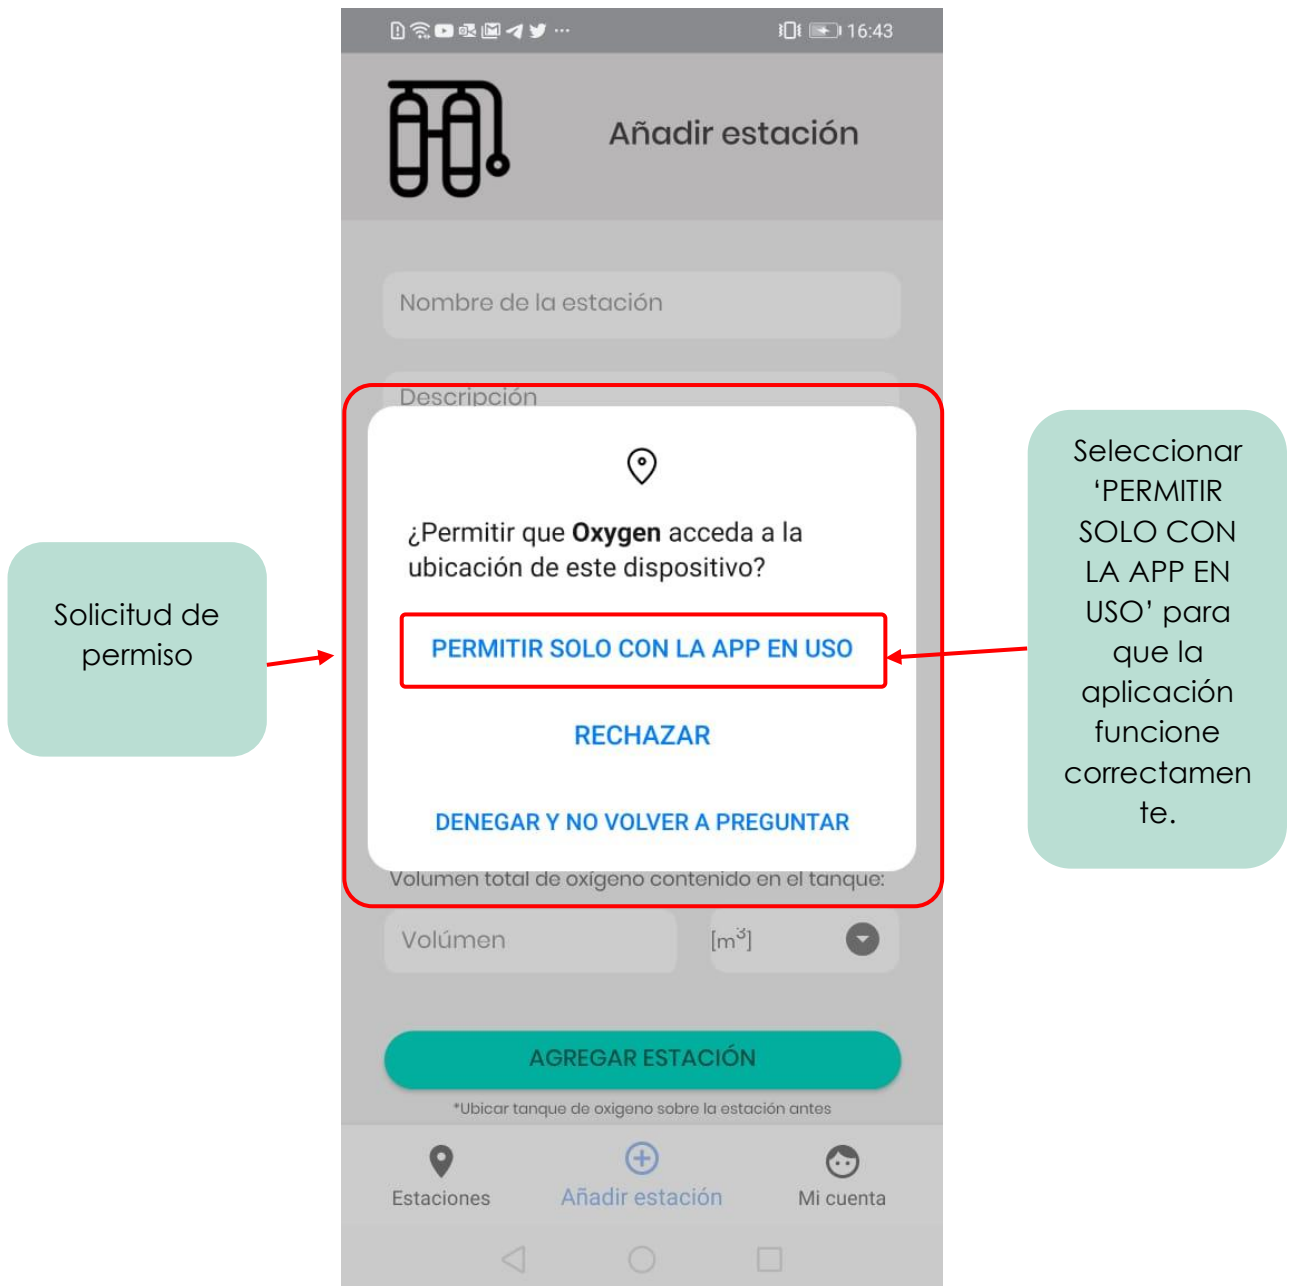 16:43
Añadir estación
Nombre de la estación
Descripción
¿Permitir que Oxygen acceda a la
ubicación de este dispositivo?
PERMITIR SOLO CON LA APP EN USO
RECHAZAR
DENEGAR Y NO VOLVER A PREGUNTAR
Volumen total de oxígeno contenido en el tanque:
Volúmen
[m³]
AGREGAR ESTACIÓN
*Ubicar tanque de oxigeno sobre la estación antes
Estaciones
Añadir estación
Mi cuenta
Solicitud de
permiso
Seleccionar
‘PERMITIR
SOLO CON
LA APP EN
USO’ para
que la
aplicación
funcione
correctamen
te.